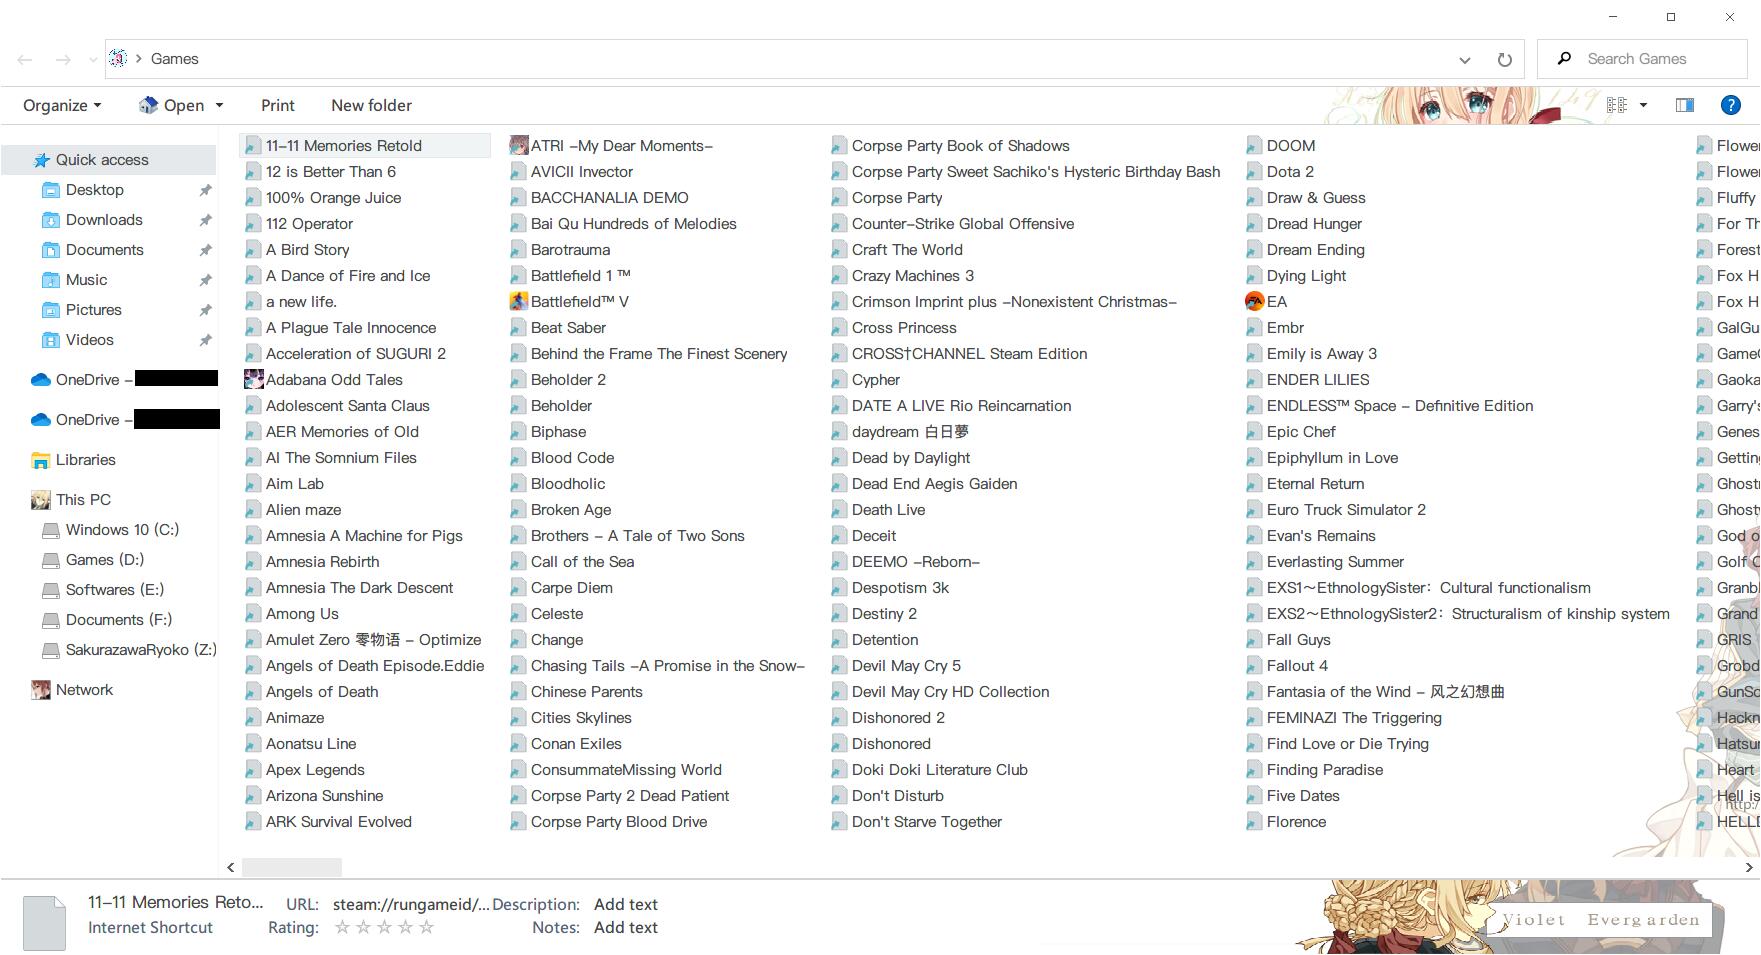 Games
Search Games
Organize
Open
Print
New folder
Quick access
Desktop
Downloads
Documents
Music
Pictures
Videos
OneDrive –
OneDrive –
Libraries
This PC
Windows 10 (C:)
Games (D:)
Softwares (E:)
Documents (F:)
SakurazawaRyoko (Z:)
Network
11–11 Memories Retold
12 is Better Than 6
100% Orange Juice
112 Operator
A Bird Story
A Dance of Fire and Ice
a new life.
A Plague Tale Innocence
Acceleration of SUGURI 2
Adabana Odd Tales
Adolescent Santa Claus
AER Memories of Old
AI The Somnium Files
Aim Lab
Alien maze
Amnesia A Machine for Pigs
Amnesia Rebirth
Amnesia The Dark Descent
Among Us
Amulet Zero 零物语 – Optimize
Angels of Death Episode.Eddie
Angels of Death
Animaze
Aonatsu Line
Apex Legends
Arizona Sunshine
ARK Survival Evolved
ATRI –My Dear Moments–
AVICII Invector
BACCHANALIA DEMO
Bai Qu Hundreds of Melodies
Barotrauma
Battlefield 1 ™
Battlefield™ V
Beat Saber
Behind the Frame The Finest Scenery
Beholder 2
Beholder
Biphase
Blood Code
Bloodholic
Broken Age
Brothers – A Tale of Two Sons
Call of the Sea
Carpe Diem
Celeste
Change
Chasing Tails –A Promise in the Snow–
Chinese Parents
Cities Skylines
Conan Exiles
ConsummateMissing World
Corpse Party 2 Dead Patient
Corpse Party Blood Drive
Corpse Party Book of Shadows
Corpse Party Sweet Sachiko's Hysteric Birthday Bash
Corpse Party
Counter–Strike Global Offensive
Craft The World
Crazy Machines 3
Crimson Imprint plus –Nonexistent Christmas–
Cross Princess
CROSS†CHANNEL Steam Edition
Cypher
DATE A LIVE Rio Reincarnation
daydream 白日夢
Dead by Daylight
Dead End Aegis Gaiden
Death Live
Deceit
DEEMO –Reborn–
Despotism 3k
Destiny 2
Detention
Devil May Cry 5
Devil May Cry HD Collection
Dishonored 2
Dishonored
Doki Doki Literature Club
Don't Disturb
Don't Starve Together
DOOM
Dota 2
Draw & Guess
Dread Hunger
Dream Ending
Dying Light
EA
Embr
Emily is Away 3
ENDER LILIES
ENDLESS™ Space – Definitive Edition
Epic Chef
Epiphyllum in Love
Eternal Return
Euro Truck Simulator 2
Evan's Remains
Everlasting Summer
EXS1～EthnologySister：Cultural functionalism
EXS2～EthnologySister2：Structuralism of kinship system
Fall Guys
Fallout 4
Fantasia of the Wind – 风之幻想曲
FEMINAZI The Triggering
Find Love or Die Trying
Finding Paradise
Five Dates
Florence
Flower
Flower
Fluffy
For Th
Forest
Fox H
Fox H
GalGu
Game
Gaoka
Garry's
Genes
Getting
Ghost
Ghost
God o
Golf
Granbl
Grand
GRIS
Grobd
GunSo
Hackn
Hatsun
Heart
Hell is
HELLD
http:/
11–11 Memories Reto...
Internet Shortcut
URL: steam://rungameid/...
Rating:
Description: Add text
Notes: Add text
Violet Evergarden